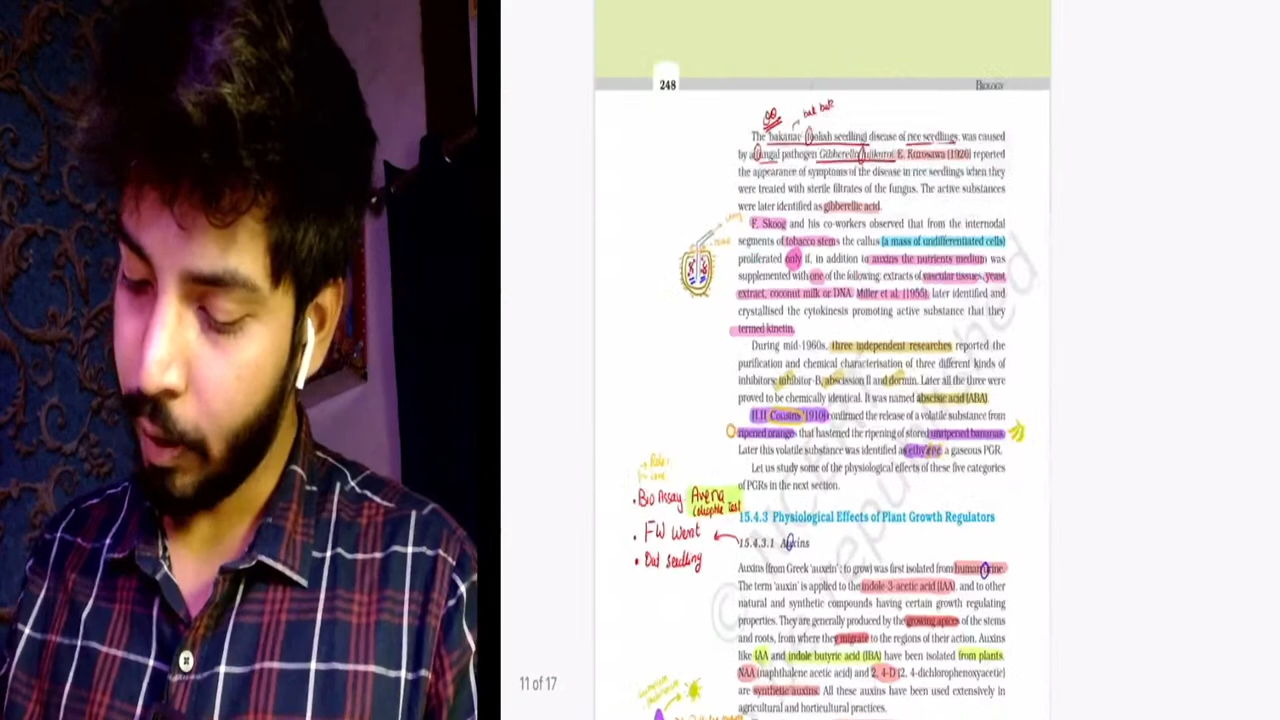 248
BIOLOGY
bak bak
The bakanae (foolish seedling) disease of rice seedlings, was caused
by a fungal pathogen Gibberella fujikuroi. E. Kurosawa (1926) reported
the appearance of symptoms of the disease in rice seedlings when they
were treated with sterile filtrates of the fungus. The active substances
were later identified as gibberellic acid.
F. Skoog and his co-workers observed that from the internodal
segments of tobacco stems the callus (a mass of undifferentiated cells)
proliferated only if, in addition to auxins the nutrients medium was
supplemented with one of the following: extracts of vascular tissues, yeast
extract, coconut milk or DNA. Miller et al. (1955), later identified and
crystallised the cytokinesis promoting active substance that they
termed kinetin.
During mid-1960s, three independent researches reported the
purification and chemical characterisation of three different kinds of
inhibitors: inhibitor-B, abscission II and dormin. Later all the three were
proved to be chemically identical. It was named abscisic acid (ABA).
H.H. Cousins (1910) confirmed the release of a volatile substance from
ripened oranges that hastened the ripening of stored unripened bananas.
Later this volatile substance was identified as ethylene, a gaseous PGR.
Let us study some of the physiological effects of these five categories
of PGRs in the next section.
• Bio Assay Avena
Coleoptile Test
• FW Went
• Oat seedling
15.4.3 Physiological Effects of Plant Growth Regulators
15.4.3.1 Auxins
Auxins (from Greek 'auxein': to grow) was first isolated from human urine.
The term 'auxin' is applied to the indole-3-acetic acid (IAA), and to other
natural and synthetic compounds having certain growth regulating
properties. They are generally produced by the growing apices of the stems
and roots, from where they migrate to the regions of their action. Auxins
like IAA and indole butyric acid (IBA) have been isolated from plants.
NAA (naphthalene acetic acid) and 2, 4-D (2, 4-dichlorophenoxyacetic)
are synthetic auxins. All these auxins have been used extensively in
agricultural and horticultural practices.
11 of 17